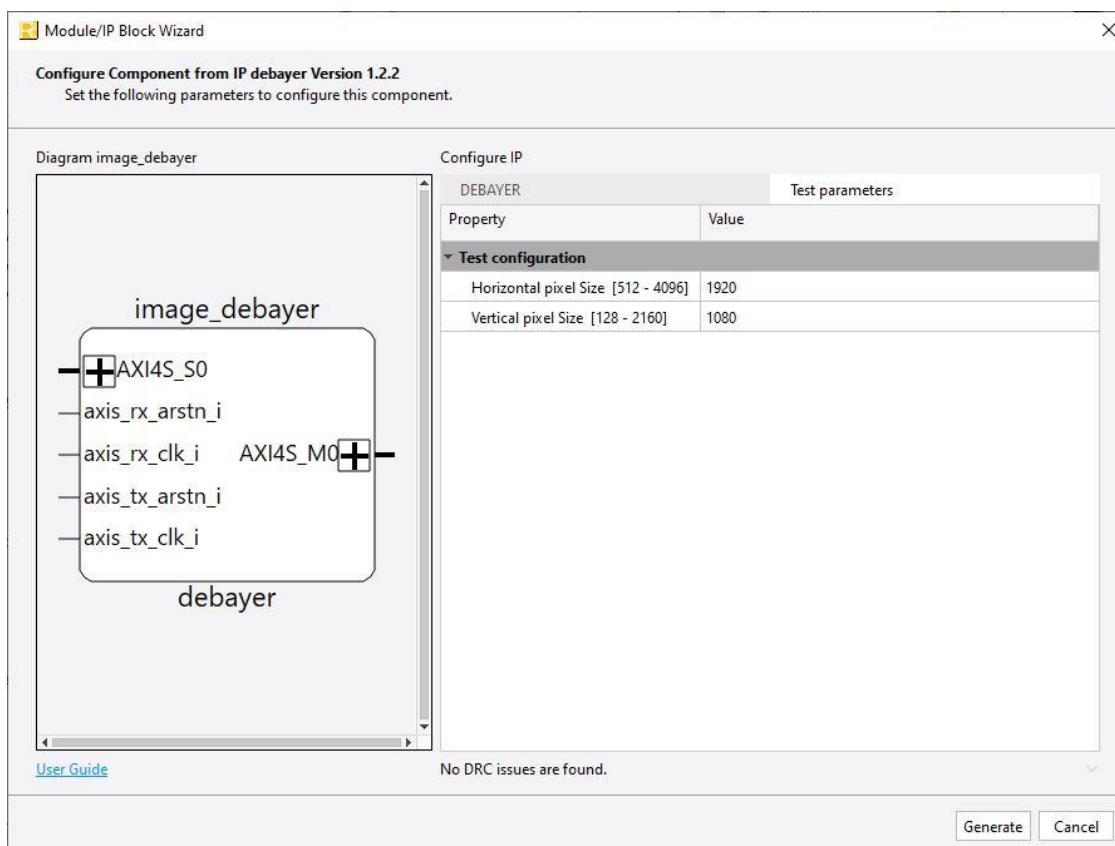 Module/IP Block Wizard
Configure Component from IP debayer Version 1.2.2
Set the following parameters to configure this component.
Diagram image_debayer
Configure IP
DEBAYER
Test parameters
Property
Value
Test configuration
Horizontal pixel Size [512 - 4096]
1920
Vertical pixel Size [128 - 2160]
1080
image_debayer
AXI4S_S0
axis_rx_arstn_i
axis_rx_clk_i
AXI4S_M0
axis_tx_arstn_i
axis_tx_clk_i
debayer
User Guide
No DRC issues are found.
Generate
Cancel